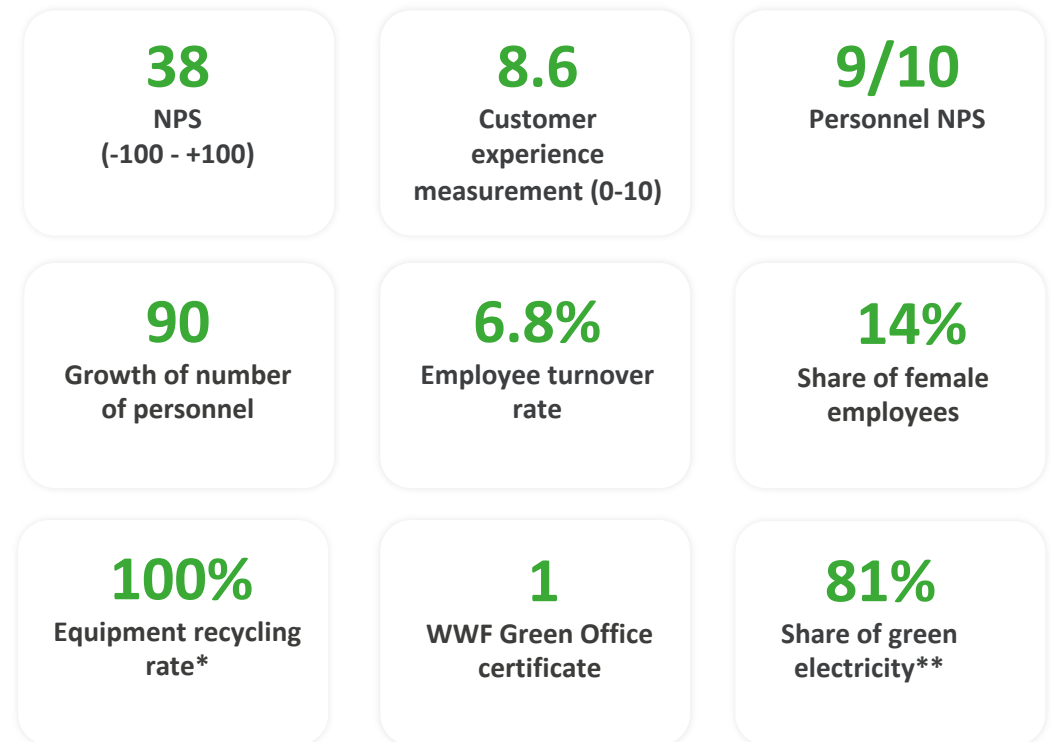 38
NPS
(-100 - +100)
8.6
Customer
experience
measurement (0-10)
9/10
Personnel NPS
90
Growth of number
of personnel
6.8%
Employee turnover
rate
14%
Share of female
employees
100%
Equipment recycling
rate*
1
WWF Green Office
certificate
81%
Share of green
electricity**